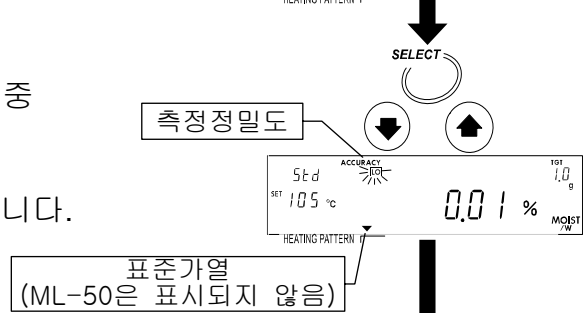 HEATING PATTERN
SELECT
중
측정정밀도
ACCURACY
TGT
Std
LO
1.0
g
니다.
SET
105 °C
0.01 %
MOIST
/W
HEATING PATTERN
표준가열
(ML-50은 표시되지 않음)